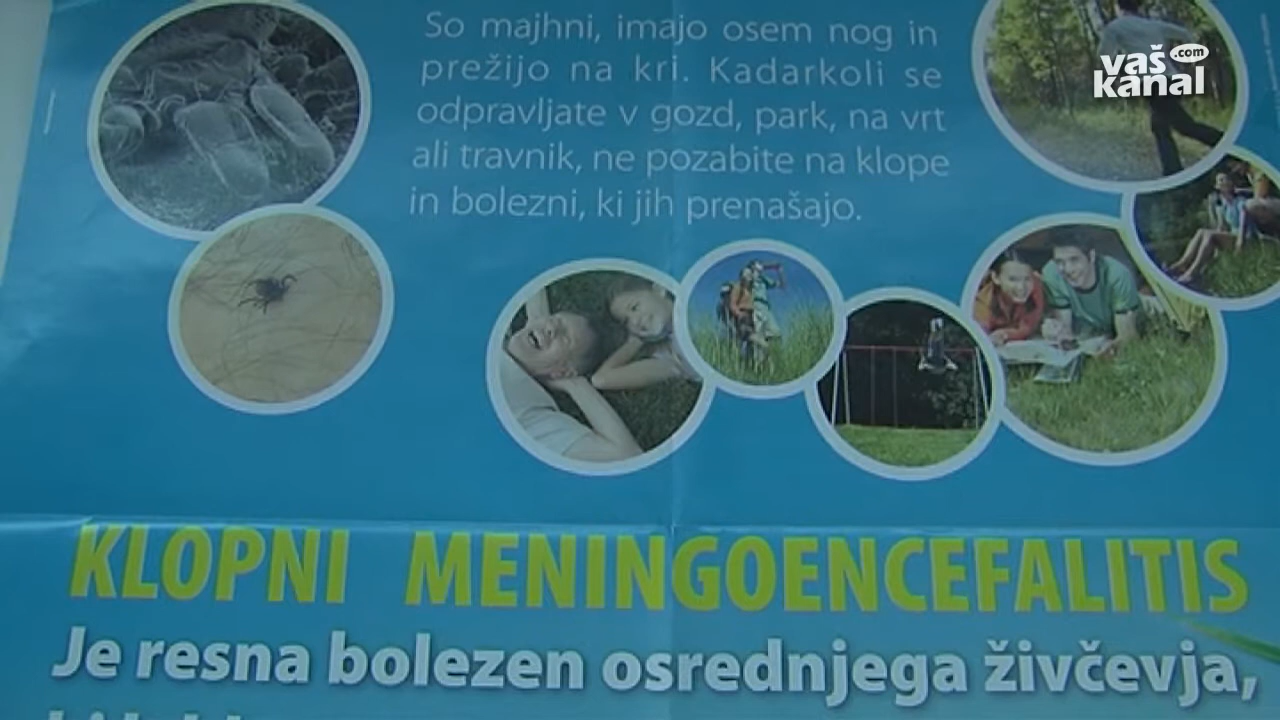 So majhni, imajo osem nog in
prežijo na kri. Kadarkoli se
odpravljate v gozd, park, na vrt
ali travnik, ne pozabite na klope
in bolezni, ki jih prenašajo.
vaš .com
kanal
KLOPNI MENINGOENCEFALITIS
Je resna bolezen osrednjega živčevja,